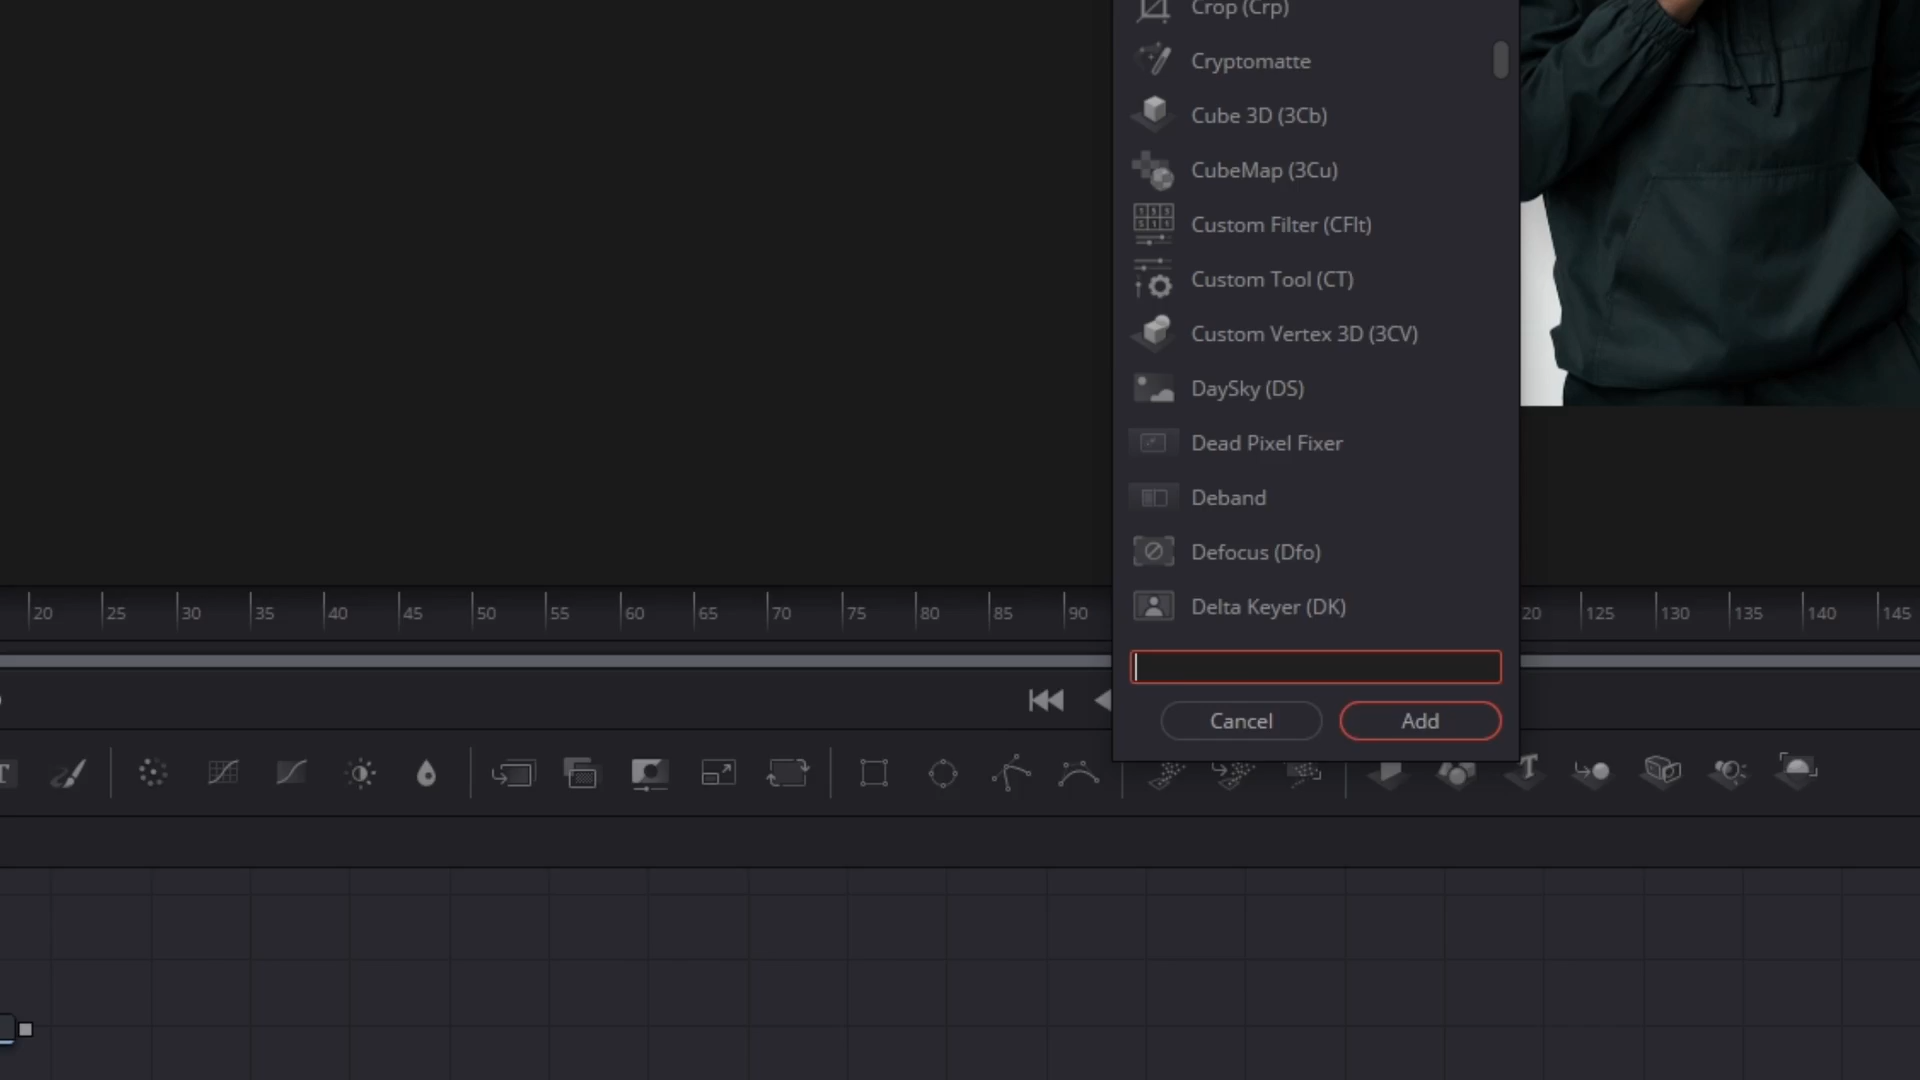 Crop (Crp)
Cryptomatte
Cube 3D (3Cb)
CubeMap (3Cu)
Custom Filter (CFlt)
Custom Tool (CT)
Custom Vertex 3D (3CV)
DaySky (DS)
Dead Pixel Fixer
Deband
Defocus (Dfo)
Delta Keyer (DK)
20 25 30 35 40 45 50 55 60 65 70 75 80 85 90 20 125 130 135 140 145
Cancel Add